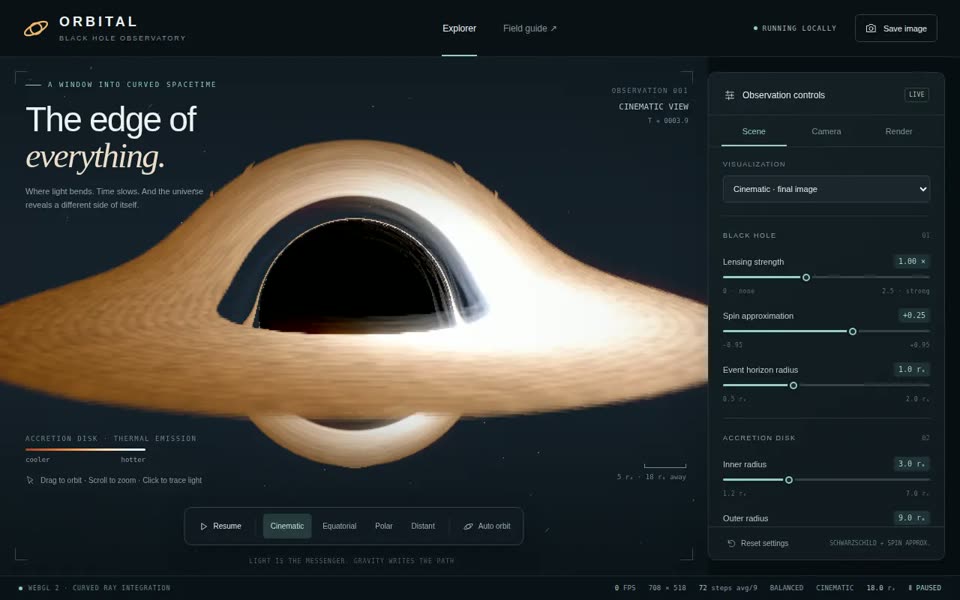 ORBITAL
BLACK HOLE OBSERVATORY
Explorer
Field guide ↗
RUNNING LOCALLY
Save image
A WINDOW INTO CURVED SPACETIME
The edge of
everything.
Where light bends. Time slows. And the universe
reveals a different side of itself.
OBSERVATION 001
CINEMATIC VIEW
T + 0003.9
ACCRETION DISK · THERMAL EMISSION
cooler hotter
Drag to orbit · Scroll to zoom · Click to trace light
5 rₛ · 18 rₛ away
Resume
Cinematic
Equatorial
Polar
Distant
Auto orbit
LIGHT IS THE MESSENGER. GRAVITY WRITES THE PATH
Observation controls
LIVE
Scene
Camera
Render
VISUALIZATION
Cinematic · final image
BLACK HOLE 01
Lensing strength 1.00 ×
0 · none 2.5 · strong
Spin approximation +0.25
−0.95 +0.95
Event horizon radius 1.0 rₛ
0.5 rₛ 2.0 rₛ
ACCRETION DISK 02
Inner radius 3.0 rₛ
1.2 rₛ 7.0 rₛ
Outer radius 9.0 rₛ
Reset settings
SCHWARZSCHILD + SPIN APPROX.
WEBGL 2 · CURVED RAY INTEGRATION
0 FPS 708 × 518 72 steps avg/9 BALANCED CINEMATIC 18.0 rₛ PAUSED